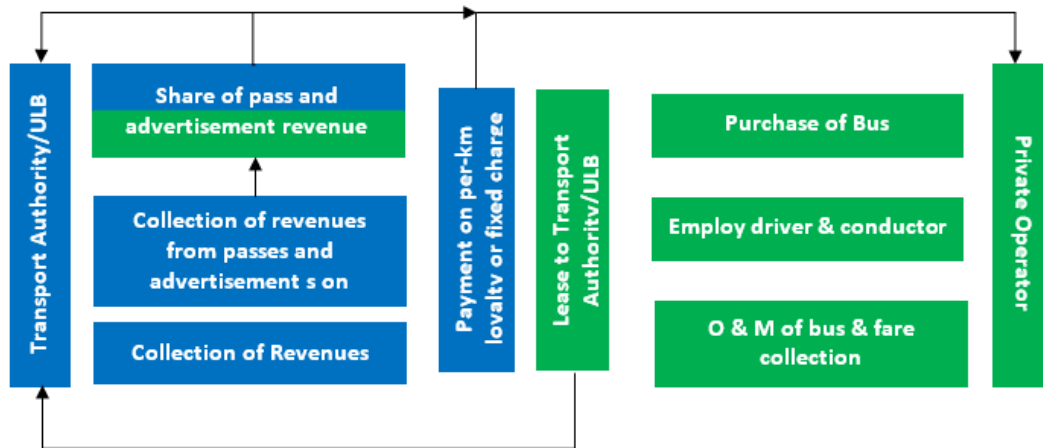 Transport Authority/ULB
Share of pass and
advertisement revenue
Collection of revenues
from passes and
advertisement s on
Collection of Revenues
Payment on per-km
loyalty or fixed charge
Lease to Transport
Authority/ULB
Purchase of Bus
Employ driver & conductor
O & M of bus & fare
collection
Private Operator